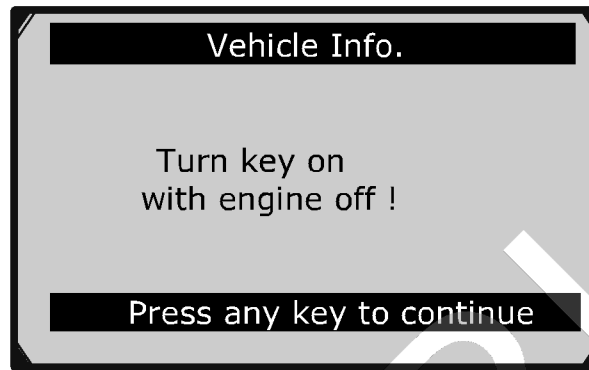 Vehicle Info.
Turn key on
with engine off !
Press any key to continue